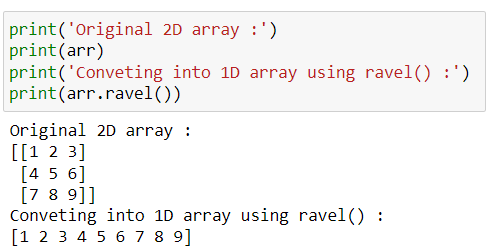 print('Original 2D array :')
print(arr)
print('Conveting into 1D array using ravel() :')
print(arr.ravel())
Original 2D array :
[[1 2 3]
 [4 5 6]
 [7 8 9]]
Conveting into 1D array using ravel() :
[1 2 3 4 5 6 7 8 9]